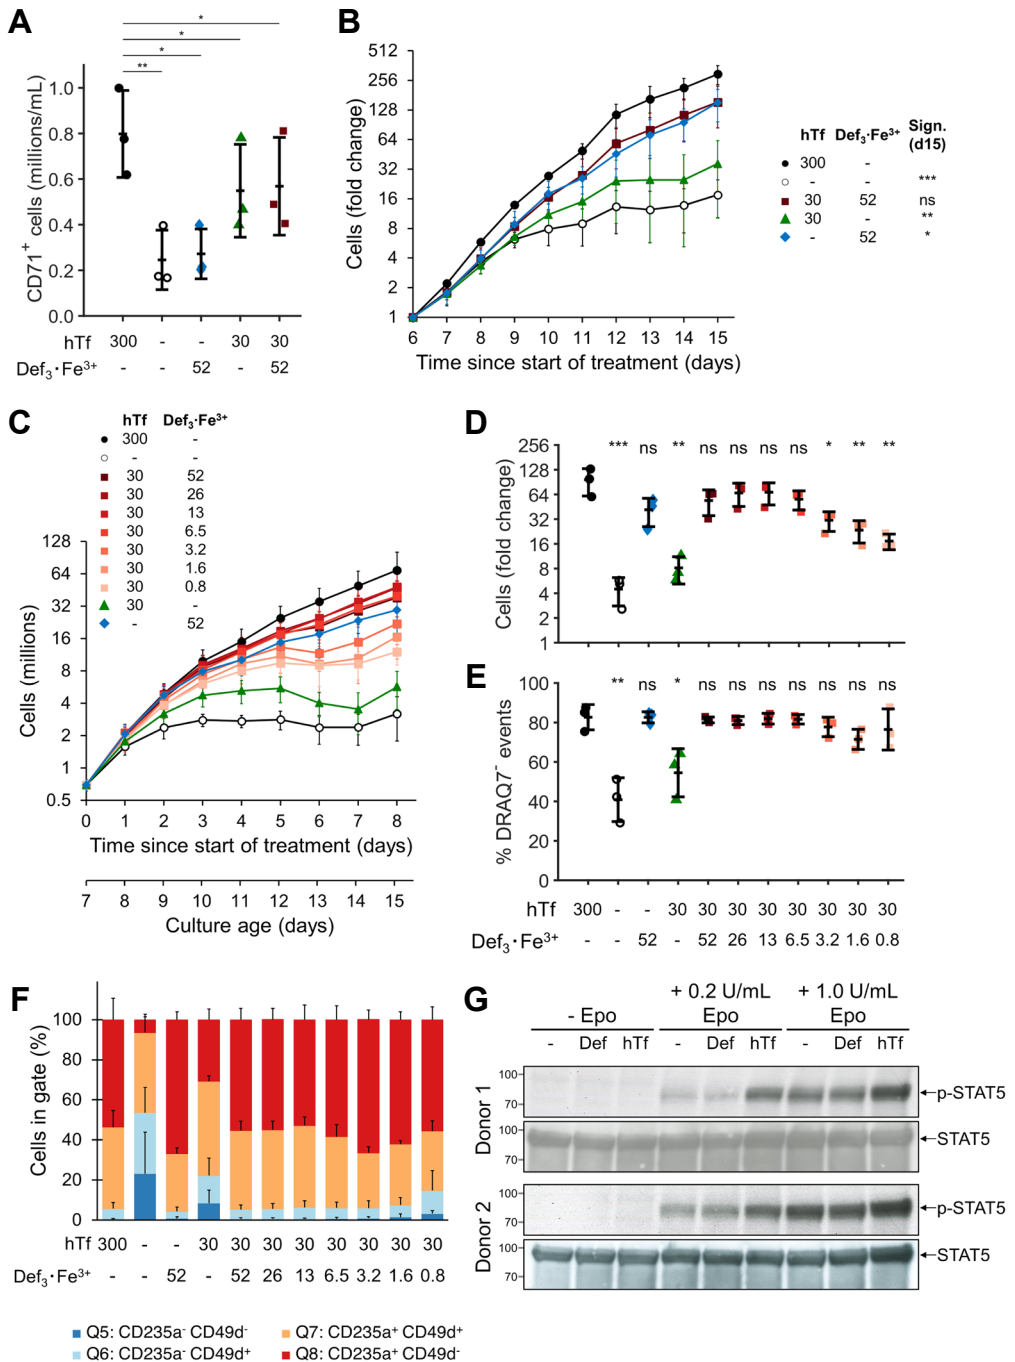 A
*
*
*
**
CD71+ cells (millions/mL)
1.0
0.8
0.6
0.4
0.2
0.0
hTf 300 - - 30 30
Def3·Fe3+ - - 52 - 52
B
Cells (fold change)
512
256
128
64
32
16
8
4
2
1
6 7 8 9 10 11 12 13 14 15
Time since start of treatment (days)
hTf Def3·Fe3+ Sign. (d15)
300 -
- - ***
30 52 ns
30 - **
- 52 *
C
hTf Def3·Fe3+
300 -
- -
30 52
30 26
30 13
30 6.5
30 3.2
30 1.6
30 0.8
30 -
- 52
Cells (millions)
128
64
32
16
8
4
2
1
0.5
0 1 2 3 4 5 6 7 8
Time since start of treatment (days)
7 8 9 10 11 12 13 14 15
Culture age (days)
D
*** ns ** ns ns ns ns * ** **
Cells (fold change)
256
128
64
32
16
8
4
2
1
E
** ns * ns ns ns ns ns ns ns
% DRAQ7- events
100
80
60
40
20
0
hTf 300 - - 30 30 30 30 30 30 30 30
Def3·Fe3+ - - 52 - 52 26 13 6.5 3.2 1.6 0.8
F
Cells in gate (%)
100
80
60
40
20
0
hTf 300 - - 30 30 30 30 30 30 30 30
Def3·Fe3+ - - 52 - 52 26 13 6.5 3.2 1.6 0.8
Q5: CD235a- CD49d-
Q6: CD235a- CD49d+
Q7: CD235a+ CD49d+
Q8: CD235a+ CD49d-
G
+ 0.2 U/mL + 1.0 U/mL
- Epo Epo Epo
- Def hTf - Def hTf - Def hTf
Donor 1
100-
70-
p-STAT5
100-
70-
STAT5
Donor 2
100-
70-
p-STAT5
100-
70-
STAT5